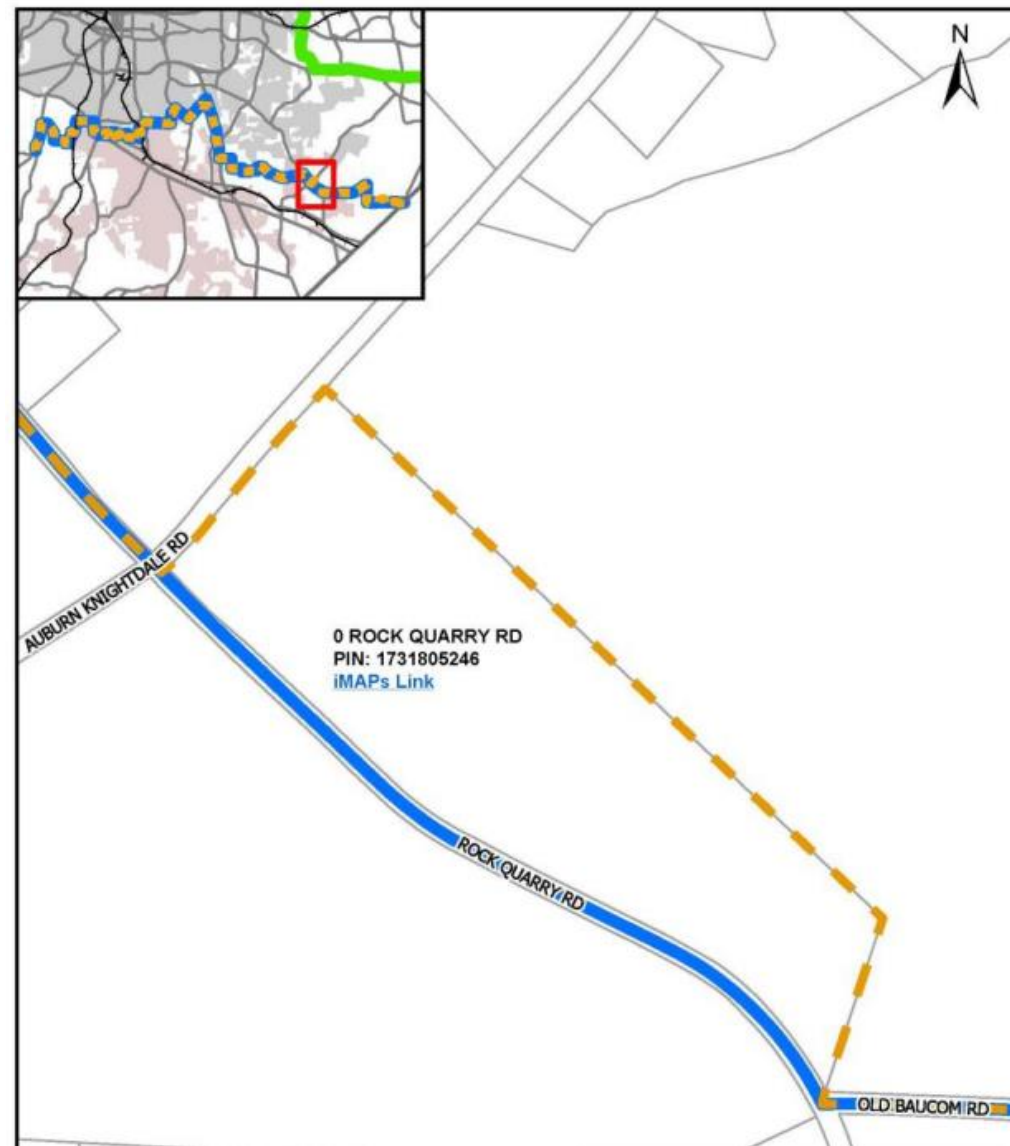 N
AUBURN KNIGHTDALE RD
0 ROCK QUARRY RD
PIN: 1731805246
iMAPs Link
ROCK QUARRY RD
OLD BAUCOM RD